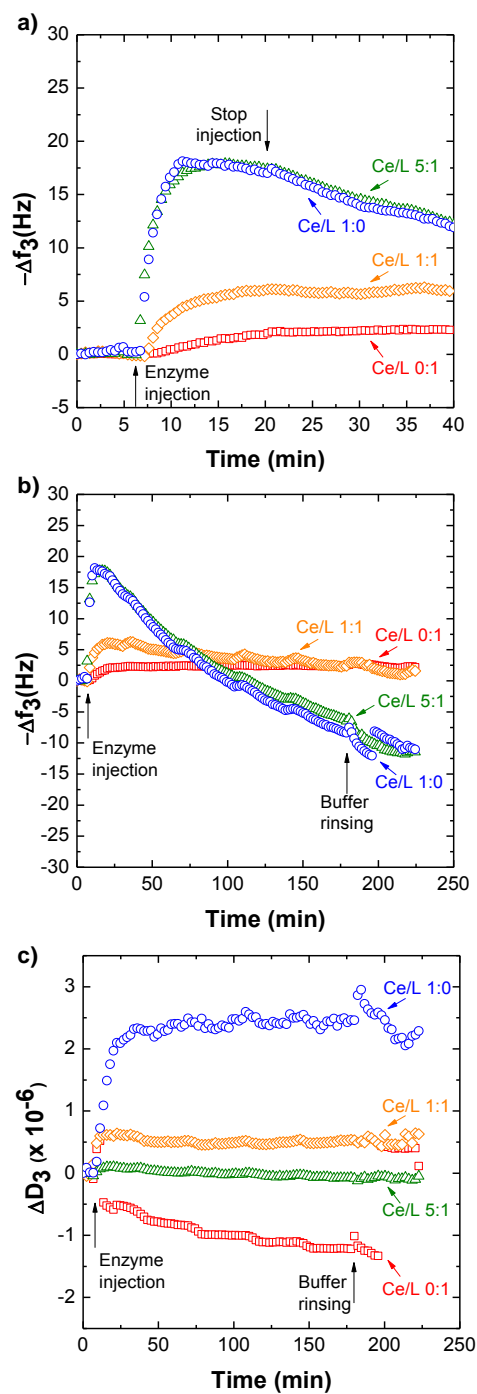 a)
30
25
20
15
10
5
0
-5
−Δf3(Hz)
Stop
injection
Ce/L 5:1
Ce/L 1:0
Ce/L 1:1
Enzyme
injection
Ce/L 0:1
0 5 10 15 20 25 30 35 40
Time (min)
b)
30
25
20
15
10
5
0
-5
-10
-15
-20
-25
-30
−Δf3(Hz)
Ce/L 1:1
Ce/L 0:1
Ce/L 5:1
Enzyme
injection
Buffer
rinsing
Ce/L 1:0
0 50 100 150 200 250
Time (min)
c)
3
2
1
0
-1
-2
ΔD3 (x 10-6)
Ce/L 1:0
Ce/L 1:1
Ce/L 5:1
Enzyme
injection
Buffer
rinsing
Ce/L 0:1
0 50 100 150 200 250
Time (min)